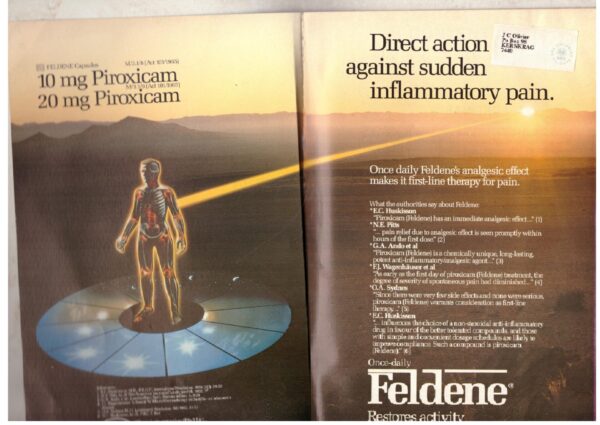 FELDENE Capsules
10 mg Piroxicam
20 mg Piroxicam
Direct action
against sudden
inflammatory pain.
J C Olivier
Po Box 99
KERNKRAG
7440
Once daily Feldene's analgesic effect
makes it first-line therapy for pain.
What the authorities say about Feldene:
*E.C. Huskisson
"Piroxicam (Feldene) has an immediate analgesic effect..." (1)
*N.E. Pitts
"... pain relief due to analgesic effect is seen promptly within
hours of the first dose." (2)
*G.A. Ando et al
"Piroxicam (Feldene) is a chemically unique, long-lasting,
potent anti-inflammatory/analgesic agent..." (3)
*F.J. Wagenhäuser et al
"As early as the first day of piroxicam (Feldene) treatment, the
degree of severity of spontaneous pain had diminished..." (4)
*O.A. Sydnes
"Since there were very few side effects and none were serious,
piroxicam (Feldene) warrants consideration as first-line
therapy..." (5)
*E.C. Huskisson
"... influences the choice of a non-steroidal anti-inflammatory
drug in favour of the better tolerated compounds, and those
with simple and convenient dosage schedules are likely to
improve compliance. Such a compound is piroxicam
(Feldene)." (6)
Once-daily
Feldene®
Restores activity